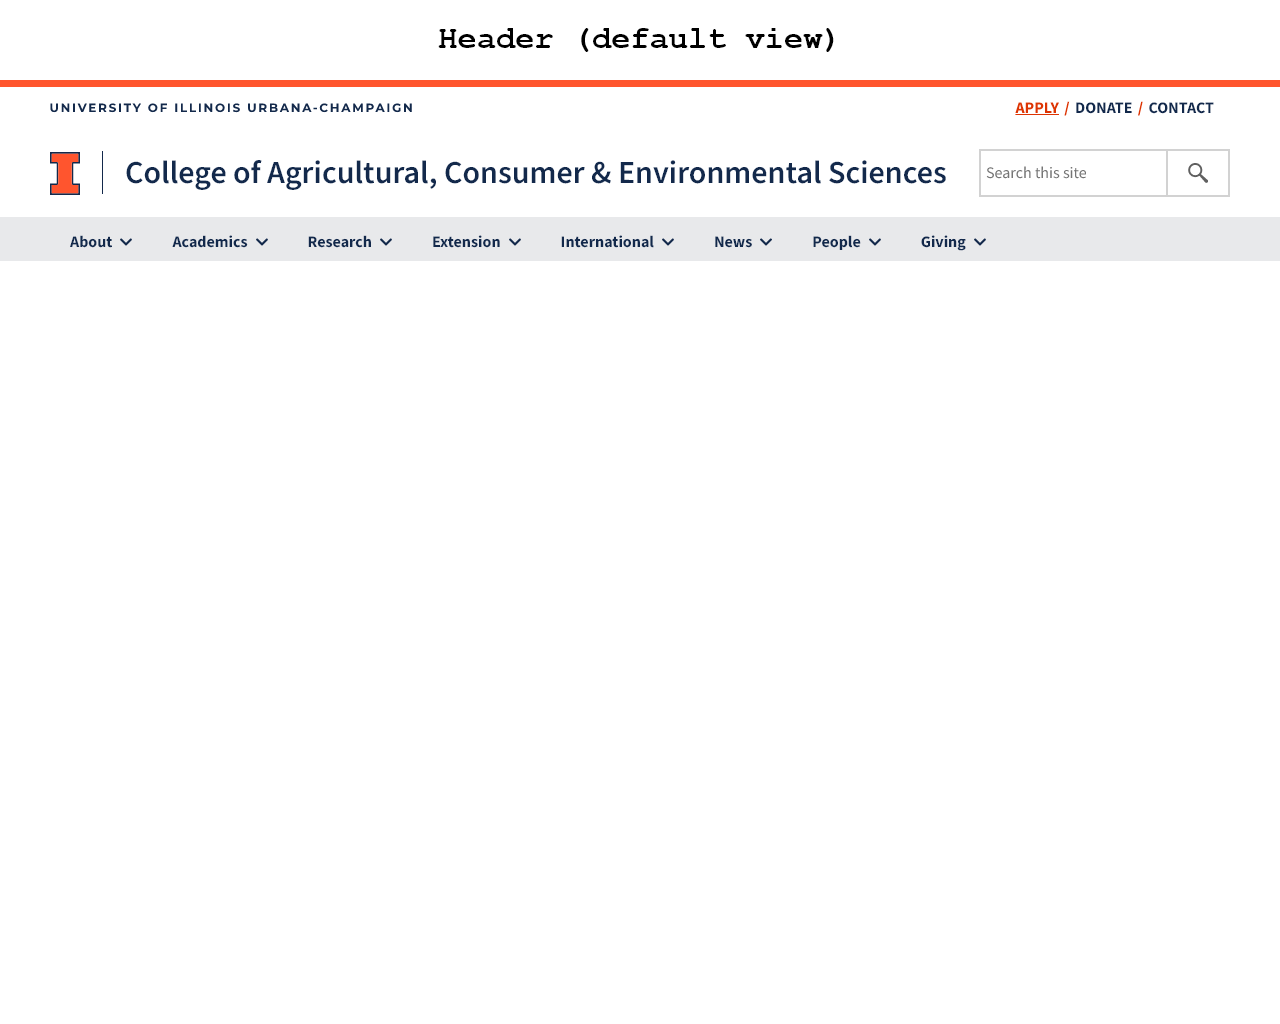 Header (default view)
UNIVERSITY OF ILLINOIS URBANA-CHAMPAIGN
APPLY / DONATE / CONTACT
I
College of Agricultural, Consumer & Environmental Sciences
Search this site
About Academics Research Extension International News People Giving